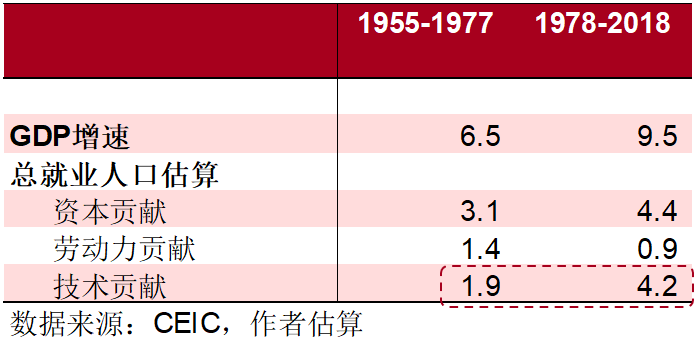 1955-1977 1978-2018
GDP增速 6.5 9.5
总就业人口估算
资本贡献 3.1 4.4
劳动力贡献 1.4 0.9
技术贡献 1.9 4.2
数据来源：CEIC，作者估算